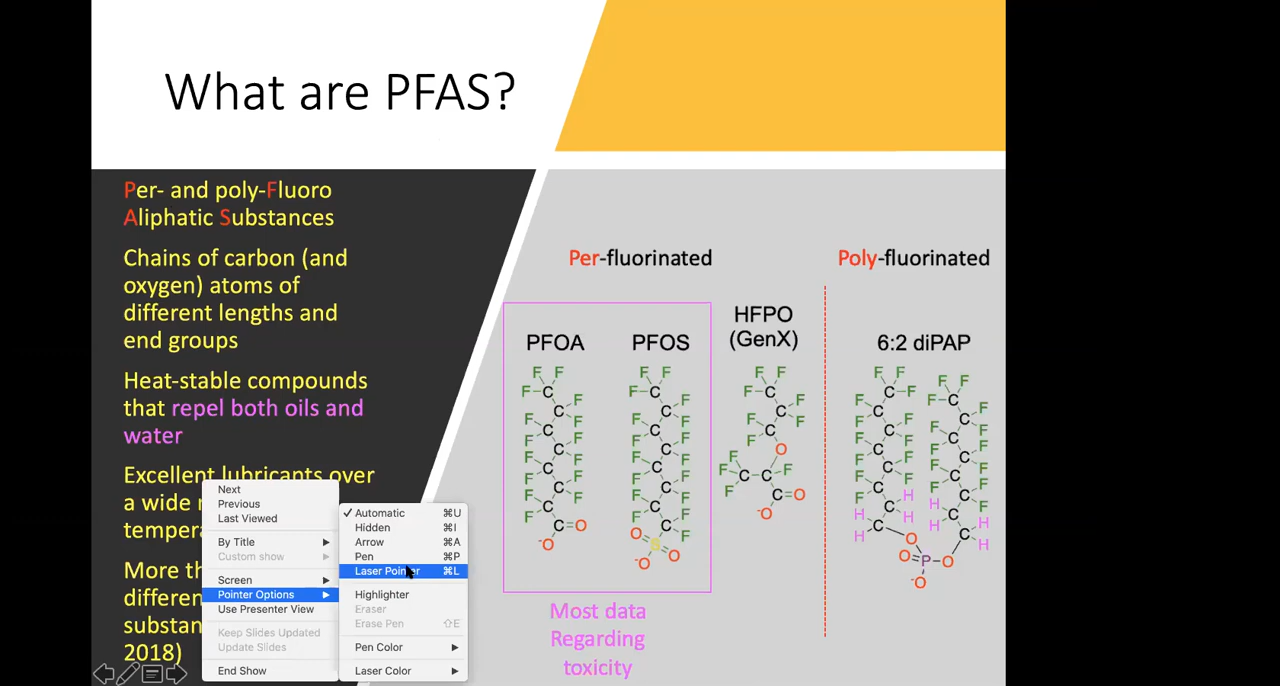 What are PFAS?
Per- and poly-Fluoro
Aliphatic Substances
Chains of carbon (and
oxygen) atoms of
different lengths and
end groups
Heat-stable compounds
that repel both oils and
water
Excellent lubricants over
a wide
tempera
More th
differen
substan
2018)
Per-fluorinated
Poly-fluorinated
PFOA
PFOS
HFPO
(GenX)
6:2 diPAP
Most data
Regarding
toxicity
Next
Previous
Last Viewed
By Title
Custom show
Screen
Pointer Options
Use Presenter View
Keep Slides Updated
Update Slides
End Show
Automatic ⌘U
Hidden ⌘I
Arrow ⌘A
Pen ⌘P
Laser Pointer ⌘L
Highlighter
Eraser
Erase Pen ⇧E
Pen Color
Laser Color